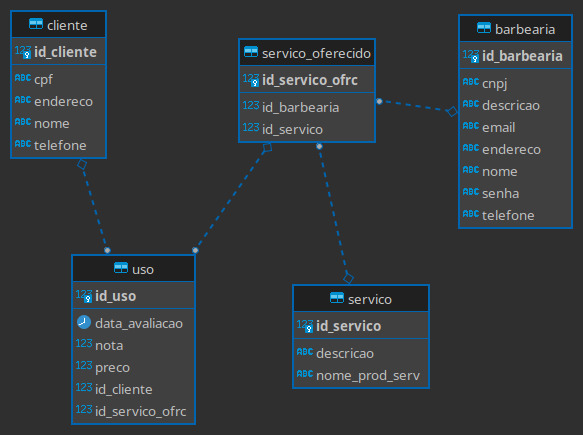 cliente
123 id_cliente
ABC cpf
ABC endereco
ABC nome
ABC telefone
servico_oferecido
123 id_servico_ofrc
123 id_barbearia
123 id_servico
barbearia
123 id_barbearia
ABC cnpj
ABC descricao
ABC email
ABC endereco
ABC nome
ABC senha
ABC telefone
uso
123 id_uso
data_avaliacao
123 nota
123 preco
123 id_cliente
123 id_servico_ofrc
servico
123 id_servico
ABC descricao
ABC nome_prod_serv